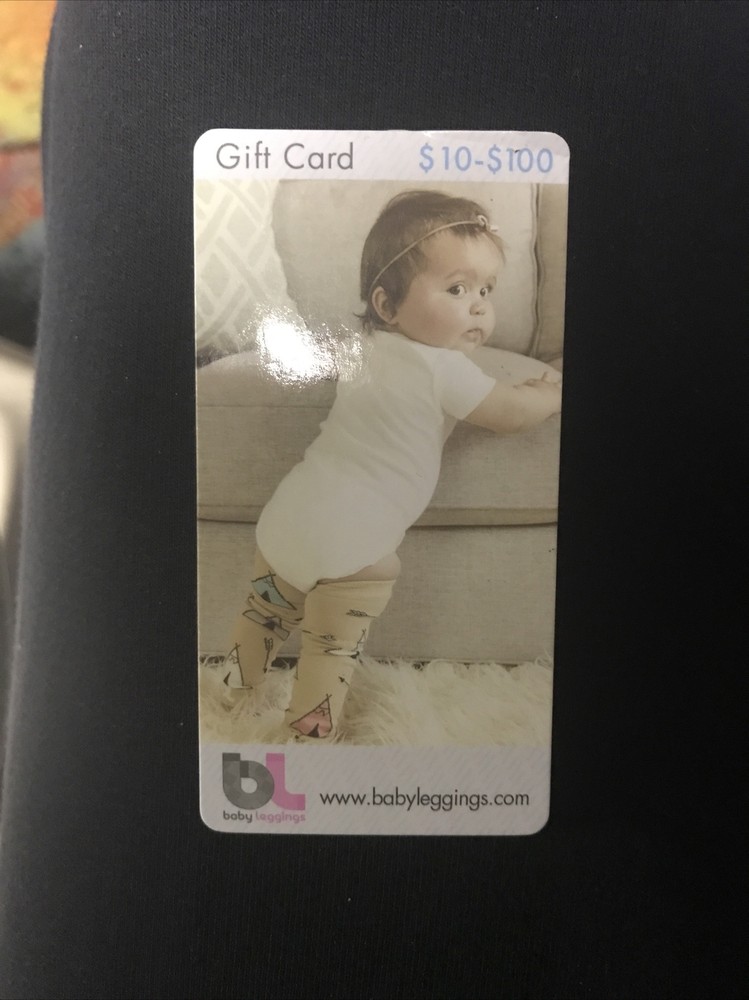 Gift Card $10-$100
bL
baby leggings
www.babyleggings.com